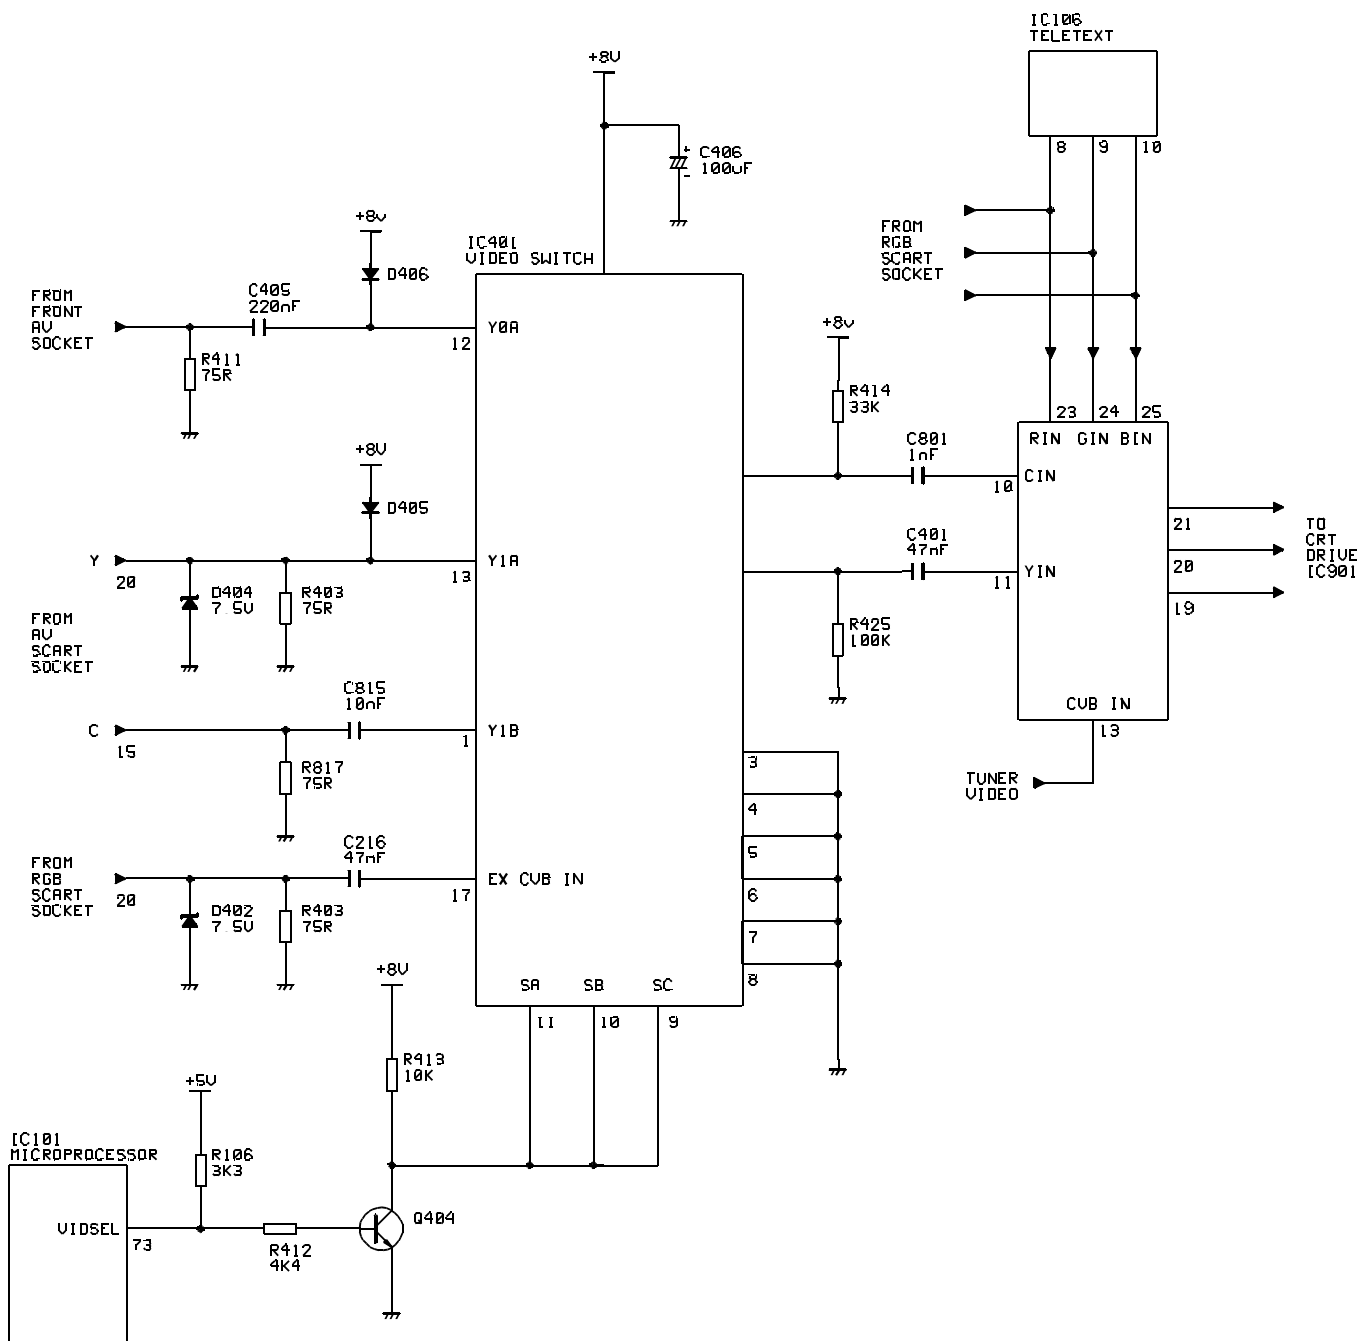 IC106
TELETEXT
8
9
10
+8V
C406
+
100uF
-
FROM
RGB
SCART
SOCKET
+8v
D406
IC401
VIDEO SWITCH
FROM
FRONT
AV
SOCKET
C405
220nF
R411
75R
Y0A
12
+8v
R414
33K
23
24
25
RIN
GIN
BIN
C801
1nF
10
CIN
+8V
D405
Y
20
Y1A
13
D404
7.5V
R403
75R
FROM
AV
SCART
SOCKET
C401
47nF
11
YIN
R425
100K
21
20
19
TO
CRT
DRIVE
IC901
CVB IN
13
TUNER
VIDEO
C
15
C815
10nF
Y1B
1
R817
75R
3
4
5
6
7
8
FROM
RGB
SCART
SOCKET
20
C216
47nF
EX CVB IN
17
D402
7.5V
R403
75R
SA
SB
SC
11
10
9
+8V
R413
10K
+5V
R106
3K3
IC101
MICROPROCESSOR
VIDSEL
73
R412
4K4
Q404